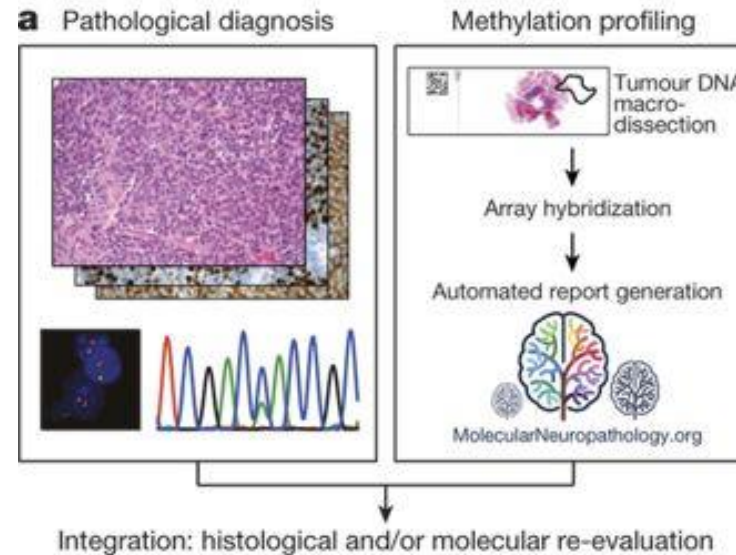 a Pathological diagnosis
Methylation profiling
Tumour DNA
macro-
dissection
Array hybridization
Automated report generation
MolecularNeuropathology.org
Integration: histological and/or molecular re-evaluation